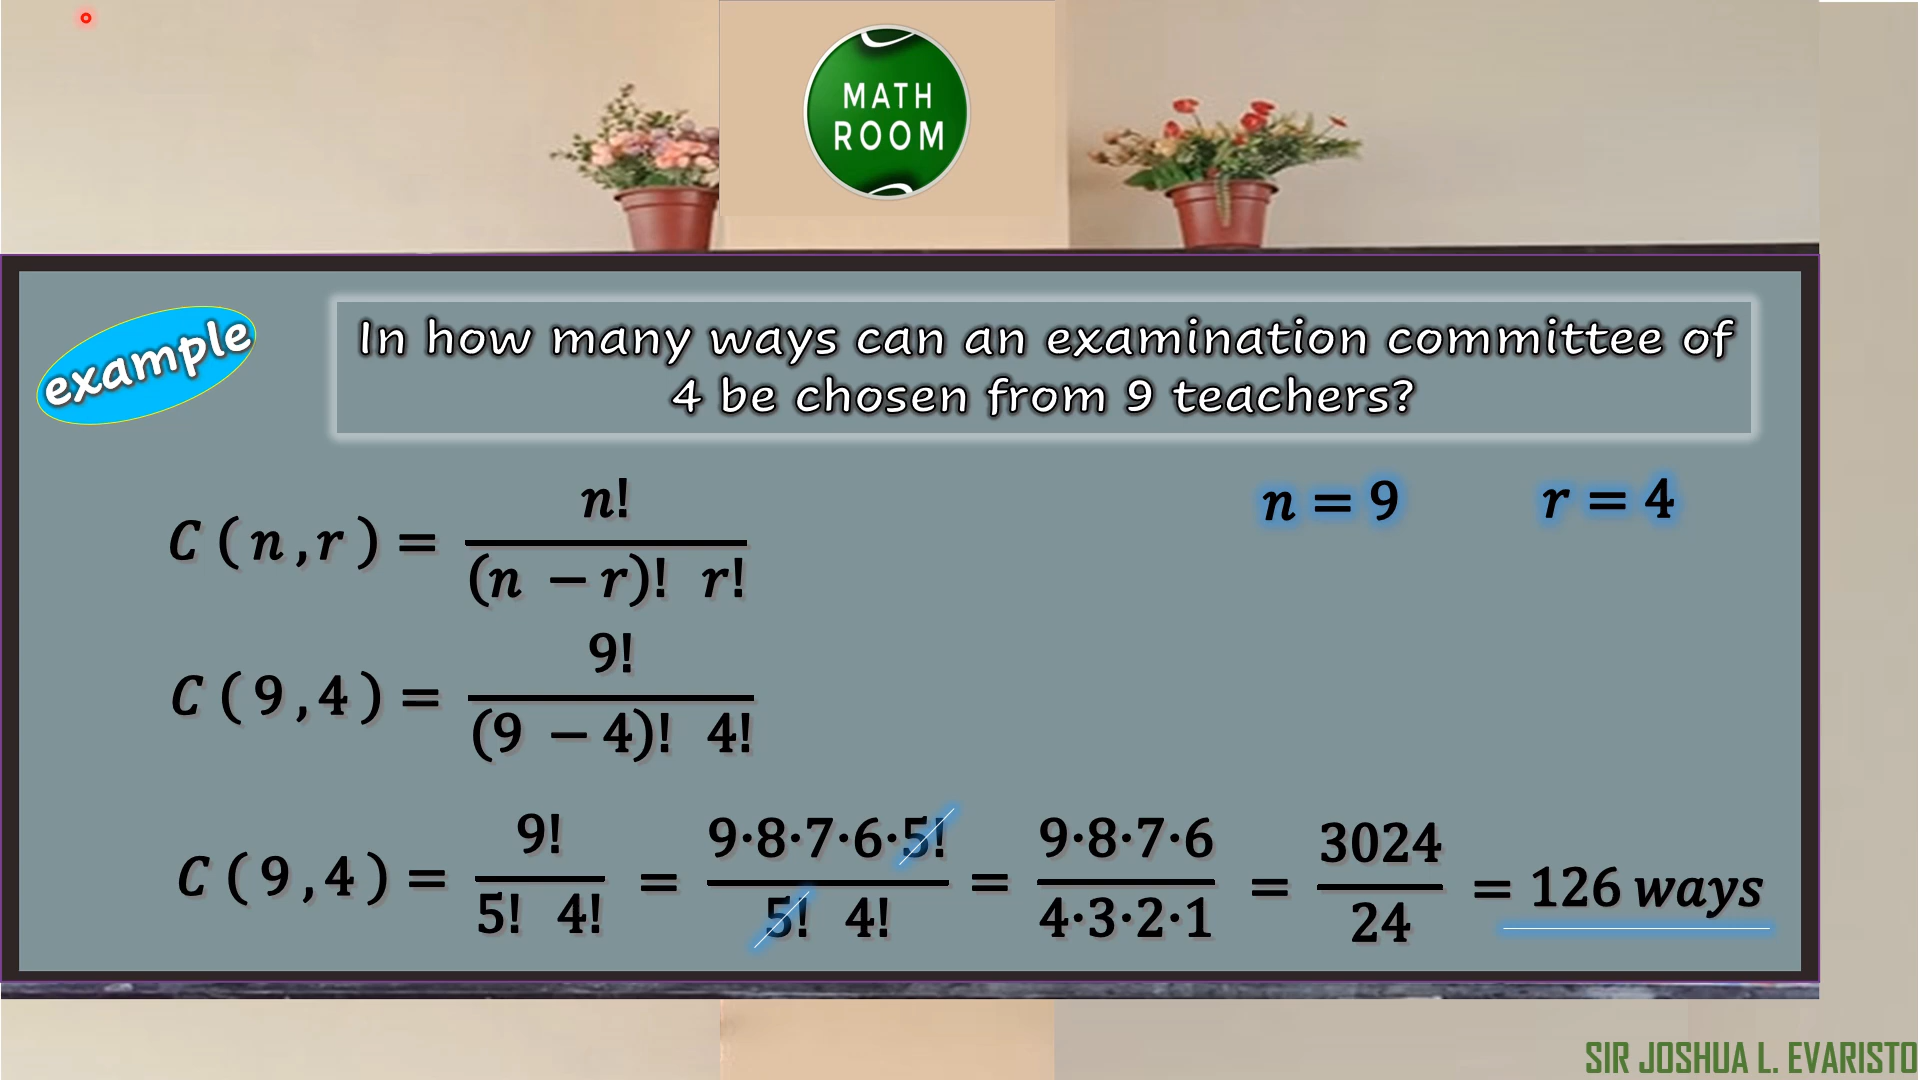 MATH
ROOM
example
In how many ways can an examination committee of
4 be chosen from 9 teachers?
n = 9    r = 4
C ( n , r ) = n! / (n − r)! r!
C ( 9 , 4 ) = 9! / (9 − 4)! 4!
C ( 9 , 4 ) = 9! / 5! 4! = 9·8·7·6·5! / 5! 4! = 9·8·7·6 / 4·3·2·1 = 3024 / 24 = 126 ways
SIR JOSHUA L. EVARISTO